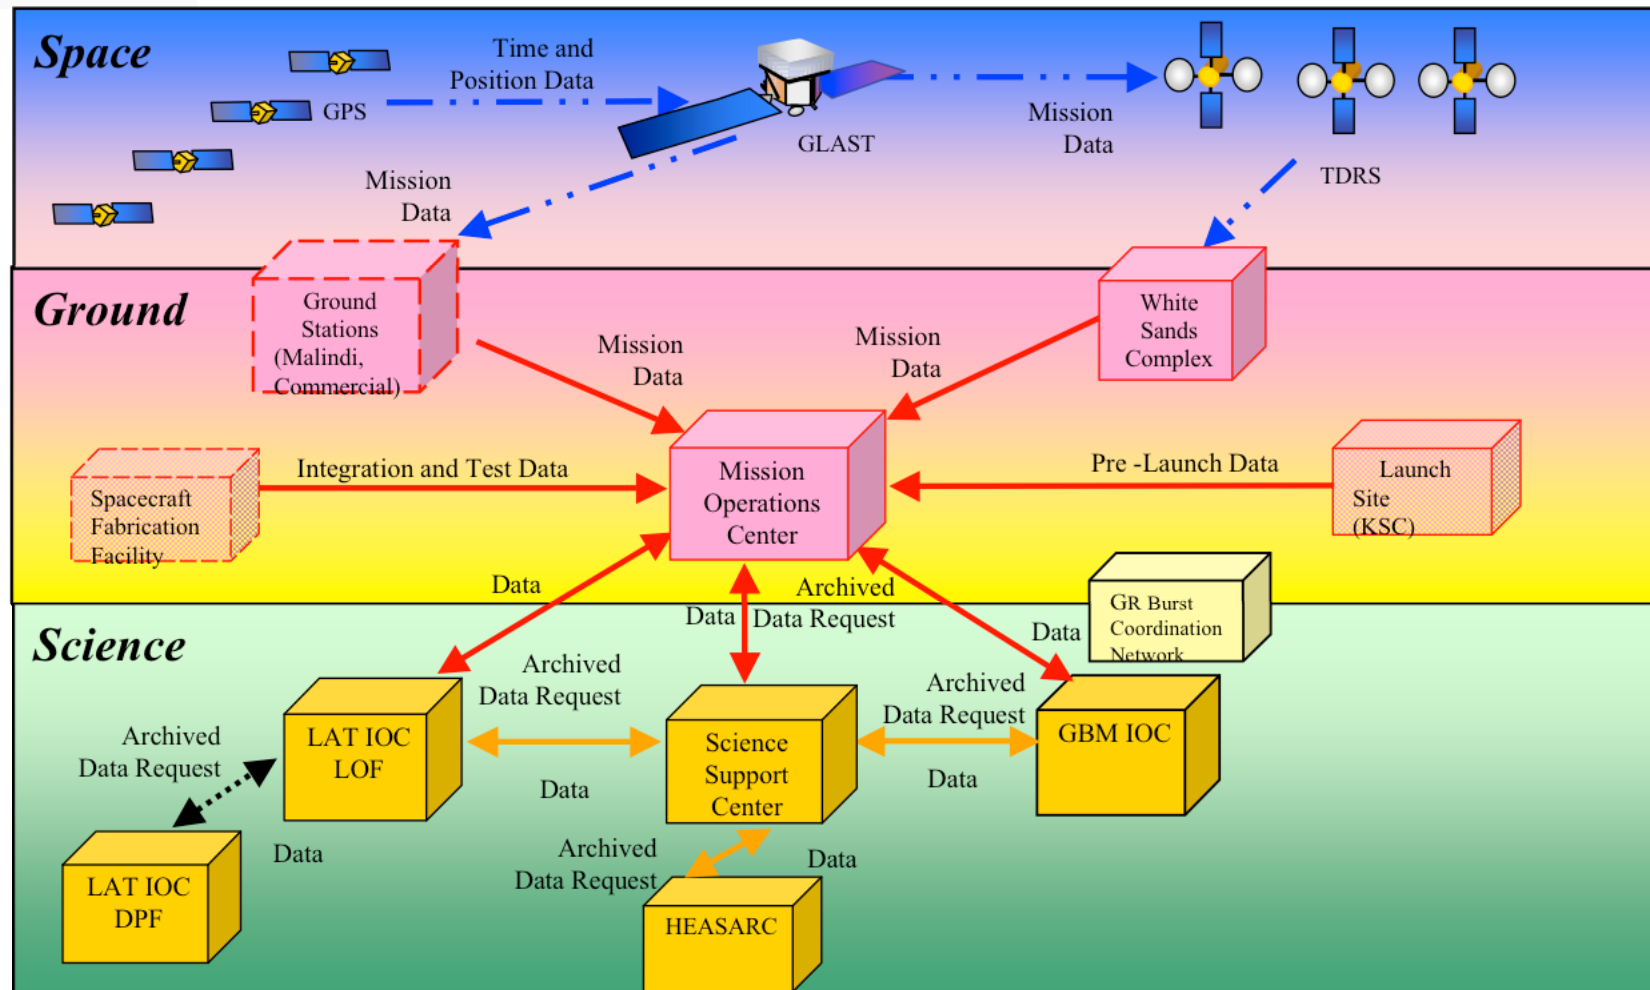 Space
Time and
Position Data
GPS
GLAST
Mission
Data
TDRS
Mission
Data
Ground
Ground
Stations
(Malindi,
Commercial)
Mission
Data
Mission
Data
White
Sands
Complex
Spacecraft
Fabrication
Facility
Integration and Test Data
Mission
Operations
Center
Pre -Launch Data
Launch
Site
(KSC)
Data
Data
Archived
Data Request
Data
GR Burst
Coordination
Network
Science
Archived
Data Request
Archived
Data Request
Archived
Data Request
LAT IOC
LOF
Data
Science
Support
Center
Data
GBM IOC
Data
LAT IOC
DPF
Archived
Data Request
Data
HEASARC